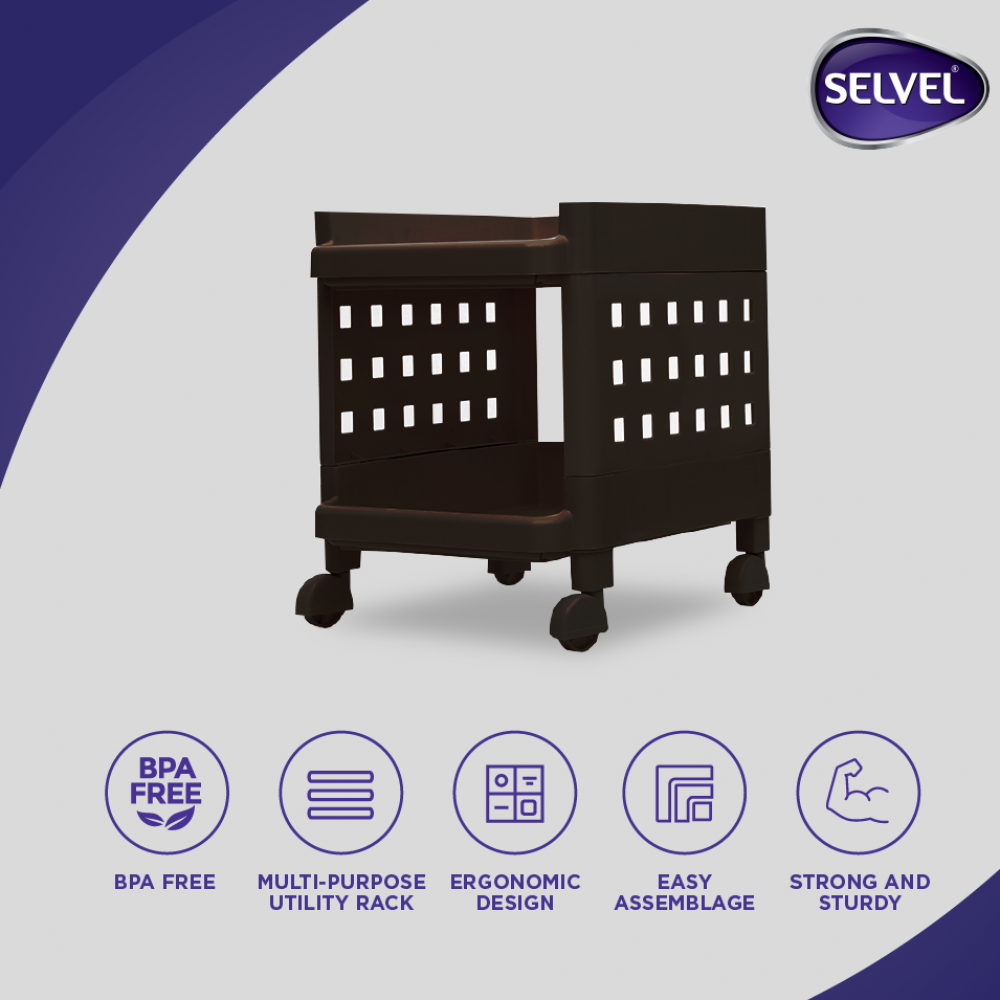 SELVEL®
BPA
FREE
BPA FREE
MULTI-PURPOSE
UTILITY RACK
ERGONOMIC
DESIGN
EASY
ASSEMBLAGE
STRONG AND
STURDY